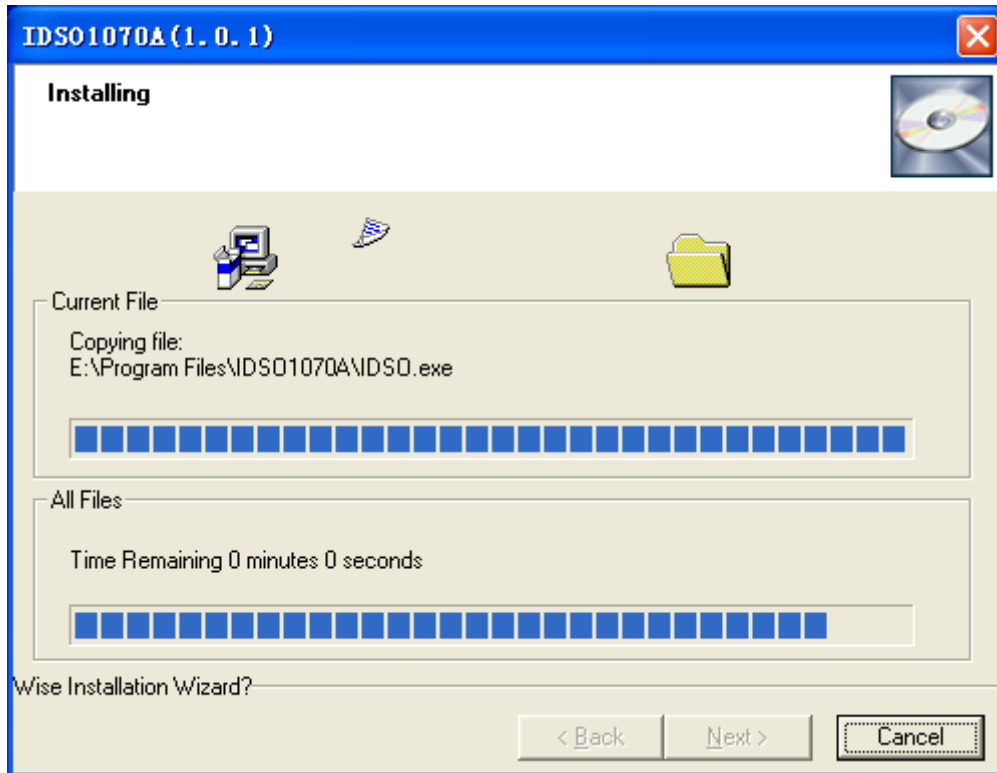 IDSO1070A(1.0.1)
Installing
Current File
Copying file:
E:\Program Files\IDSO1070A\IDSO.exe
All Files
Time Remaining 0 minutes 0 seconds
Wise Installation Wizard?
< Back
Next >
Cancel